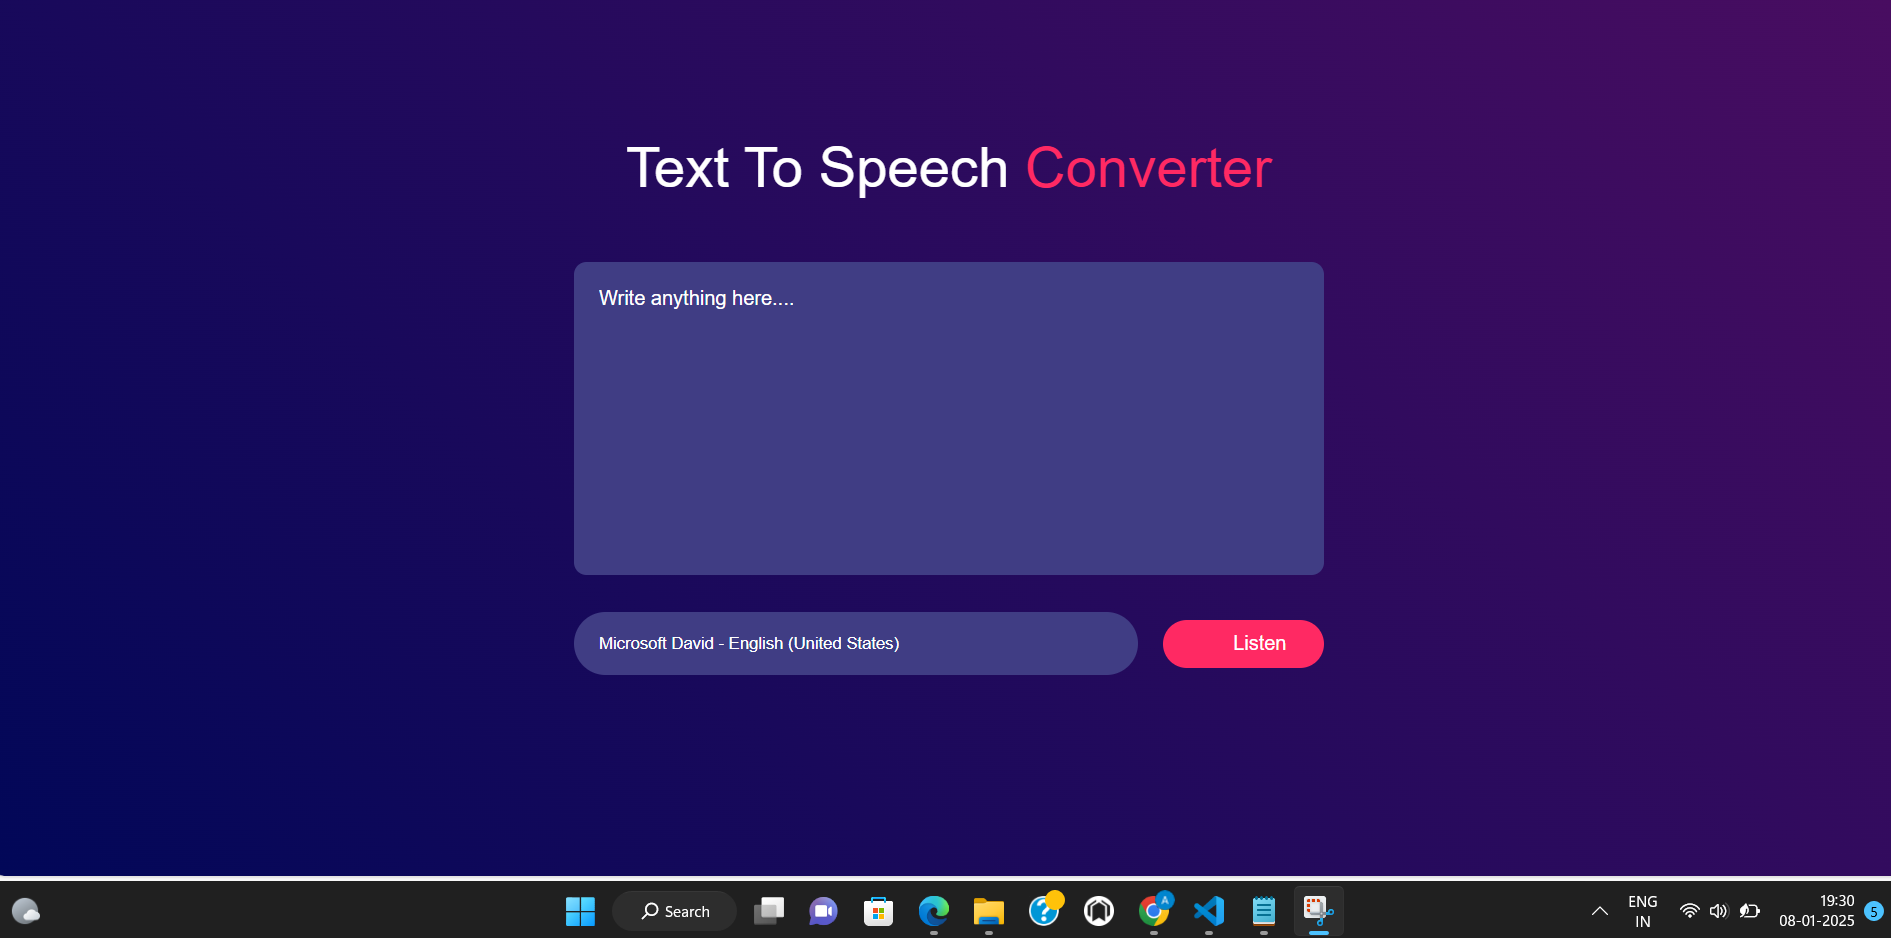 Text To Speech Converter
Write anything here....
Microsoft David - English (United States)
Listen
Search
A
ENG
IN
19:30
08-01-2025
5